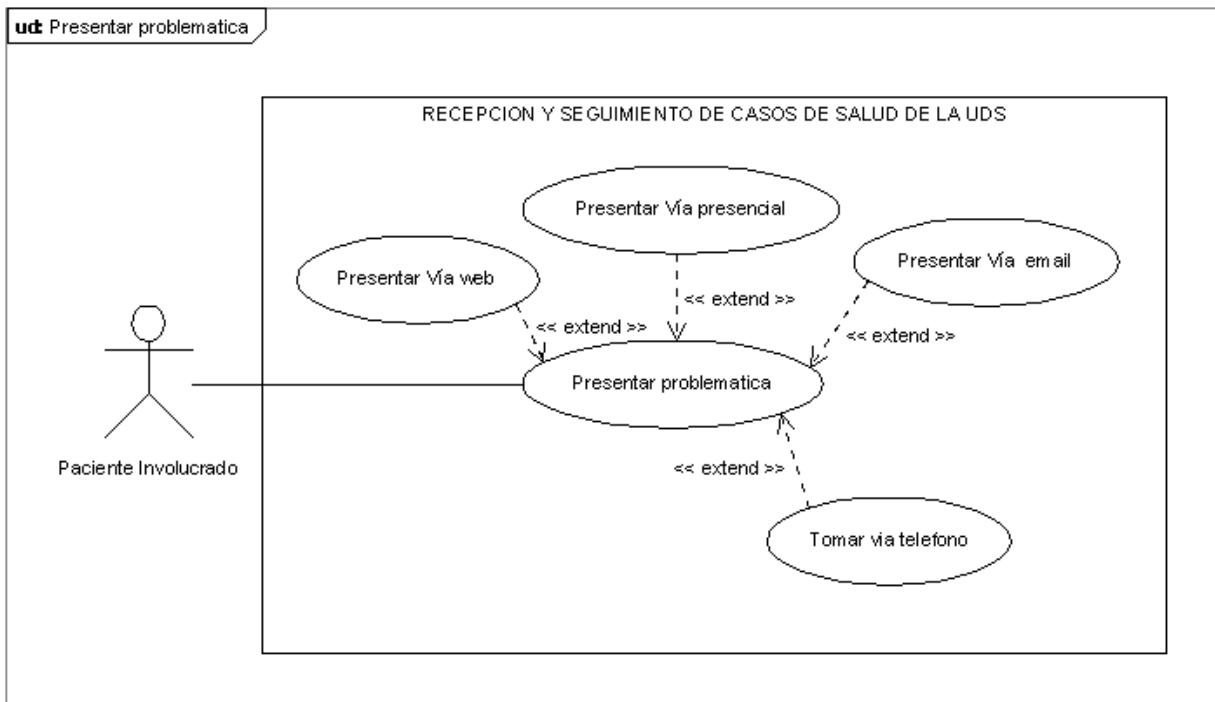 ud: Presentar problematica
RECEPCION Y SEGUIMIENTO DE CASOS DE SALUD DE LA UDS
Presentar Vía presencial
Presentar Vía email
Presentar Vía web
<< extend >>
<< extend >>
<< extend >>
Presentar problematica
Paciente Involucrado
<< extend >>
Tomar via telefono